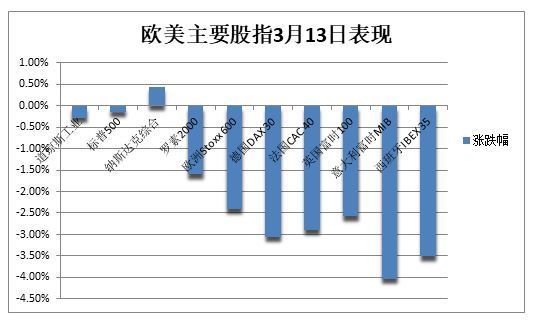 欧美主要股指3月13日表现
1.00%
0.50%
0.00%
-0.50%
-1.00%
-1.50%
-2.00%
-2.50%
-3.00%
-3.50%
-4.00%
-4.50%
道琼斯工业
标普500
纳斯达克综合
罗素2000
欧洲Stoxx 600
德国DAX 30
法国CAC 40
英国富时100
意大利富时MIB
西班牙IBEX 35
涨跌幅